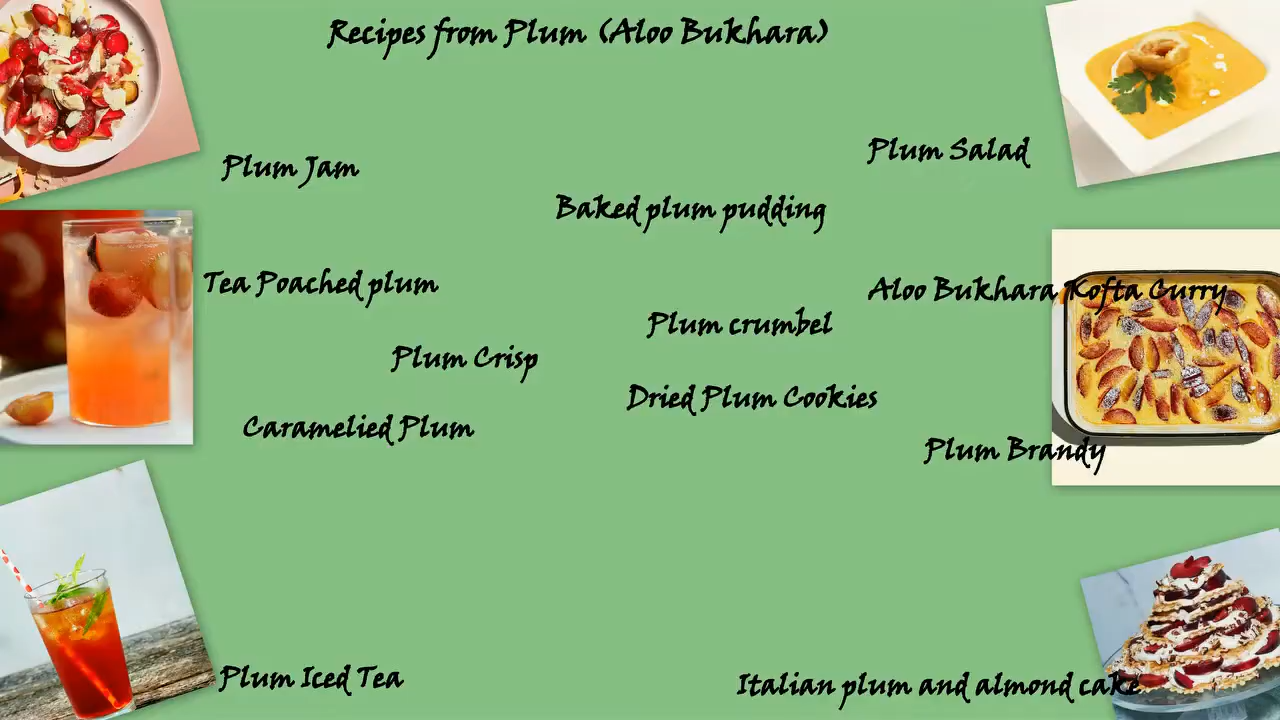 Recipes from Plum (Aloo Bukhara)
Plum Salad
Plum Jam
Baked plum pudding
Tea Poached plum
Aloo Bukhara Kofta Curry
Plum crumbel
Plum Crisp
Dried Plum Cookies
Caramelied Plum
Plum Brandy
Plum Iced Tea
Italian plum and almond cake